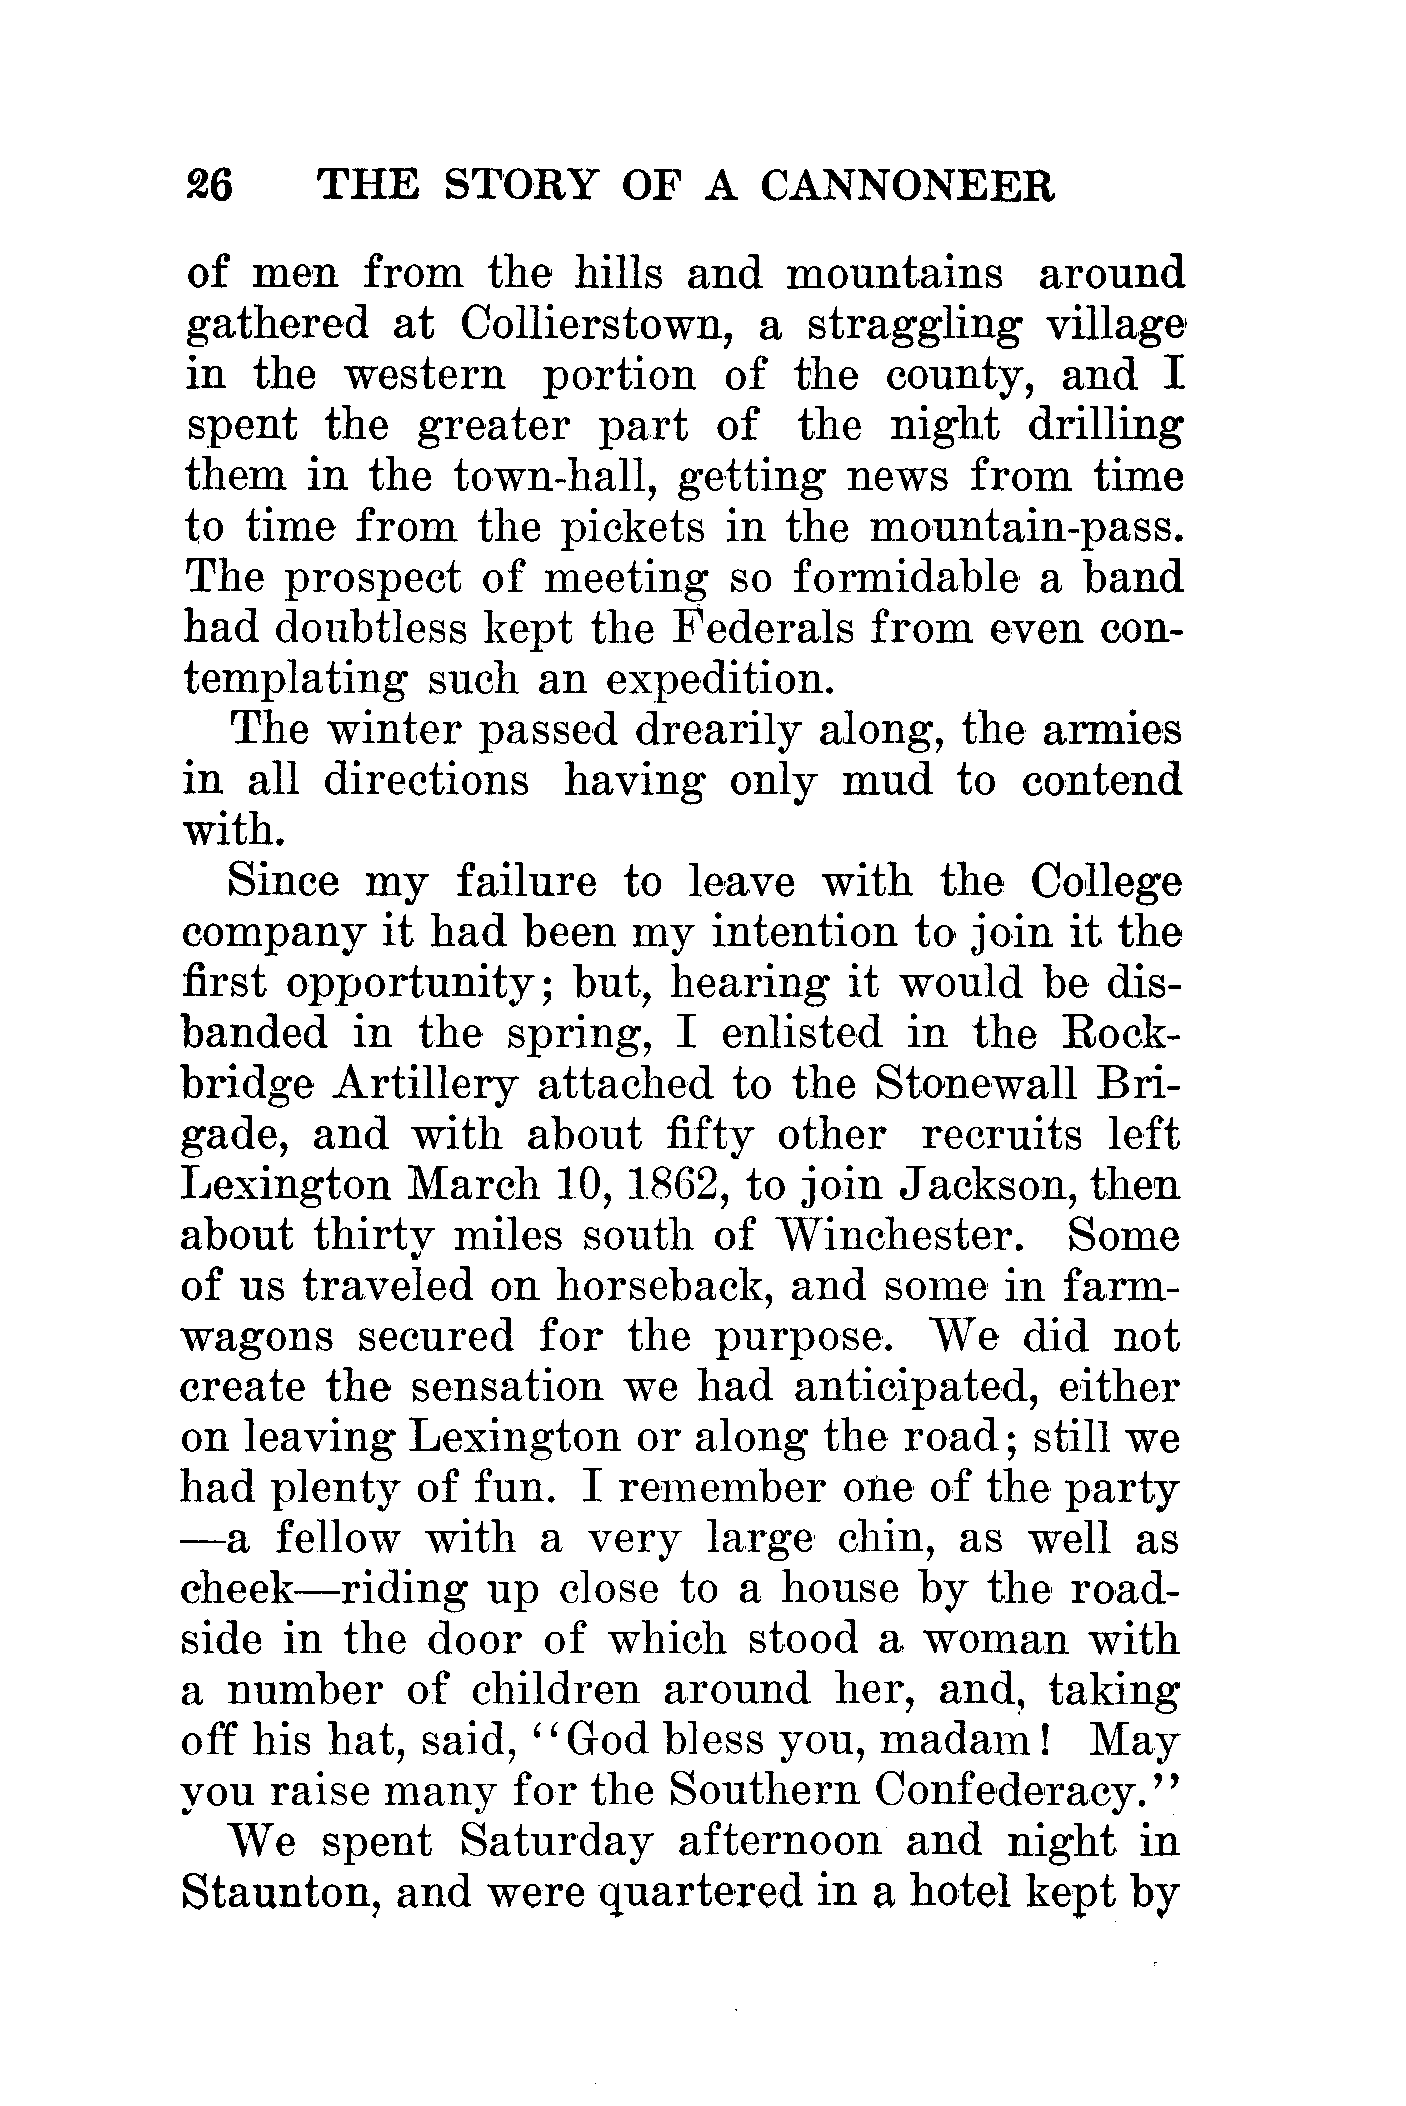 26 THE STORY OF A CANNONEER
of men from the hills and mountains around
gathered at Collierstown, a straggling village
in the western portion of the county, and I
spent the greater part of the night drilling
them in the town-hall, getting news from time
to time from the pickets in the mountain-pass.
The prospect of meeting so formidable a band
had doubtless kept the Federals from even con-
templating such an expedition.
The winter passed drearily along, the armies
in all directions having only mud to contend
with.
Since my failure to leave with the College
company it had been my intention to join it the
first opportunity; but, hearing it would be dis-
banded in the spring, I enlisted in the Rock-
bridge Artillery attached to the Stonewall Bri-
gade, and with about fifty other recruits left
Lexington March 10, 1862, to join Jackson, then
about thirty miles south of Winchester. Some
of us traveled on horseback, and some in farm-
wagons secured for the purpose. We did not
create the sensation we had anticipated, either
on leaving Lexington or along the road; still we
had plenty of fun. I remember one of the party
—a fellow with a very large chin, as well as
cheek—riding up close to a house by the road-
side in the door of which stood a woman with
a number of children around her, and, taking
off his hat, said, "God bless you, madam! May
you raise many for the Southern Confederacy."
We spent Saturday afternoon and night in
Staunton, and were quartered in a hotel kept by